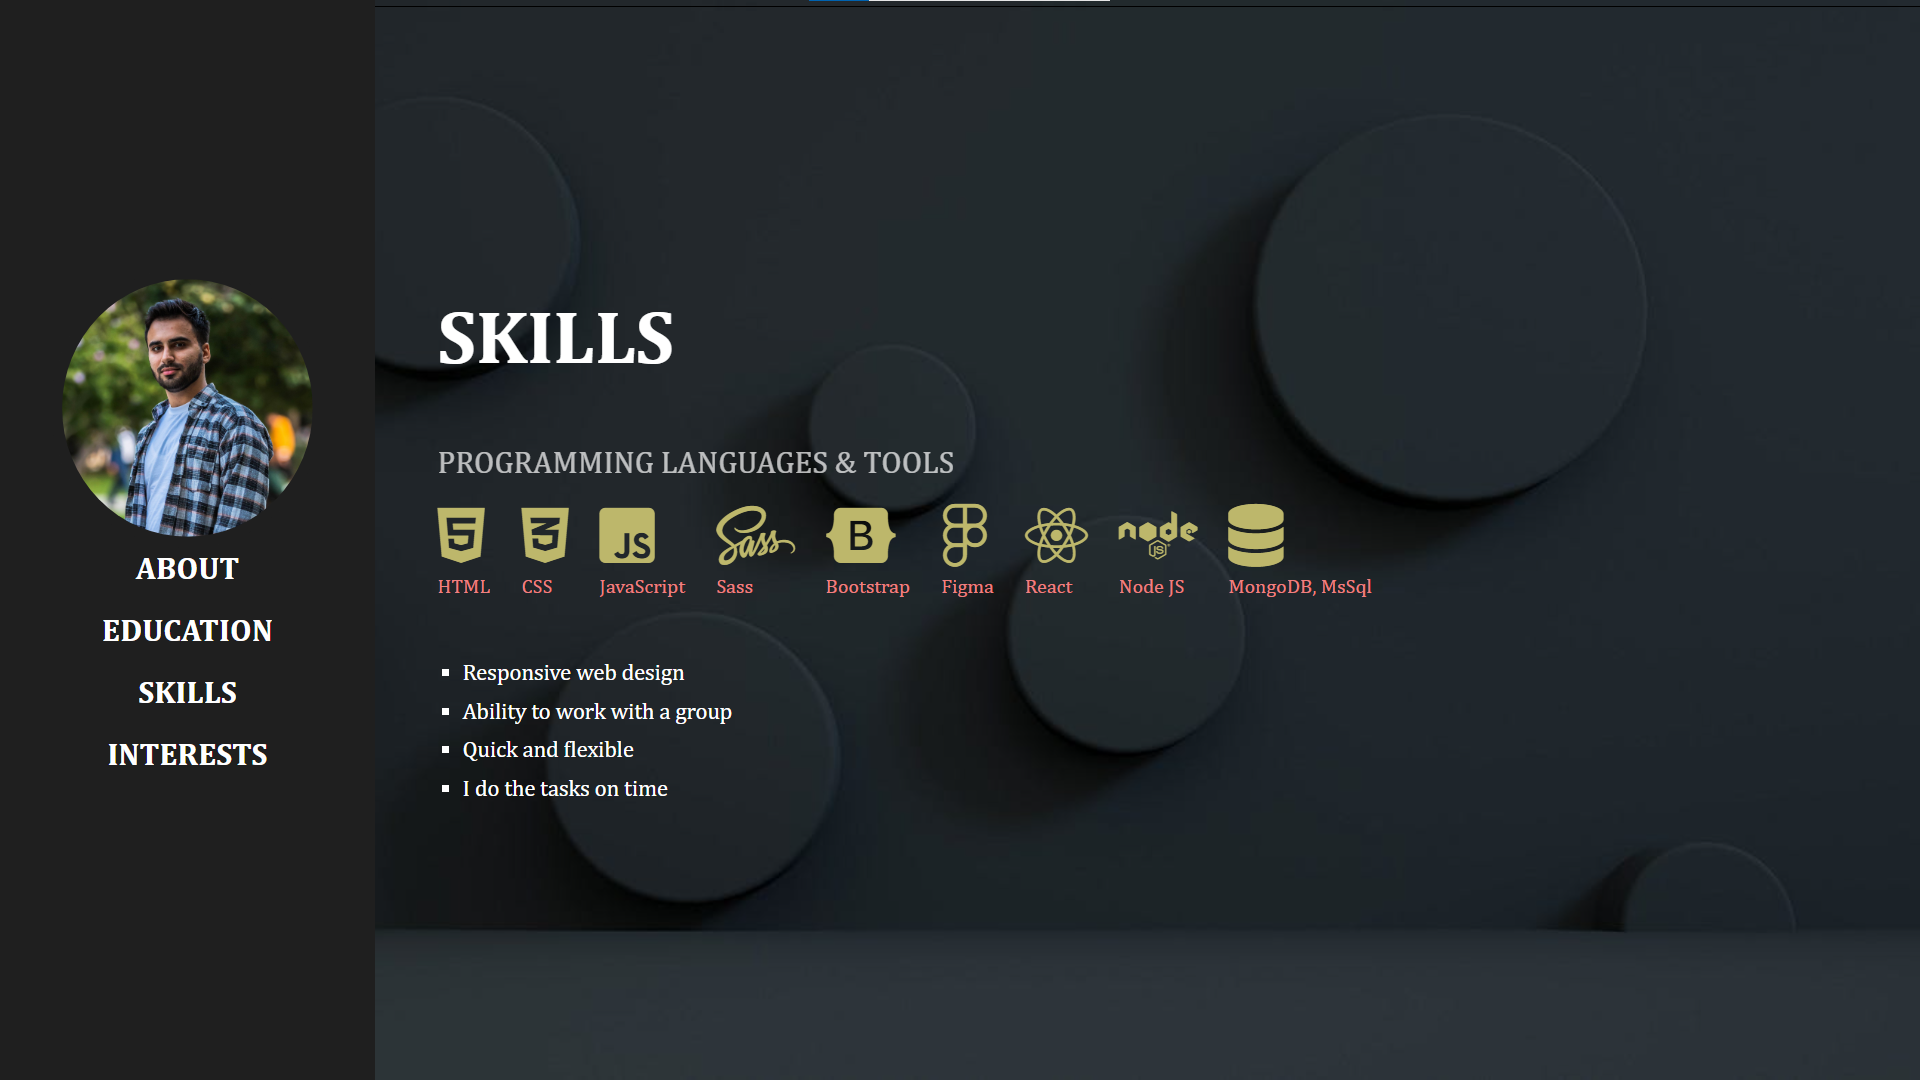 ABOUT
EDUCATION
SKILLS
INTERESTS
SKILLS
PROGRAMMING LANGUAGES & TOOLS
5 3 JS Sass B node JS
HTML CSS JavaScript Sass Bootstrap Figma React Node JS MongoDB, MsSql
Responsive web design
Ability to work with a group
Quick and flexible
I do the tasks on time